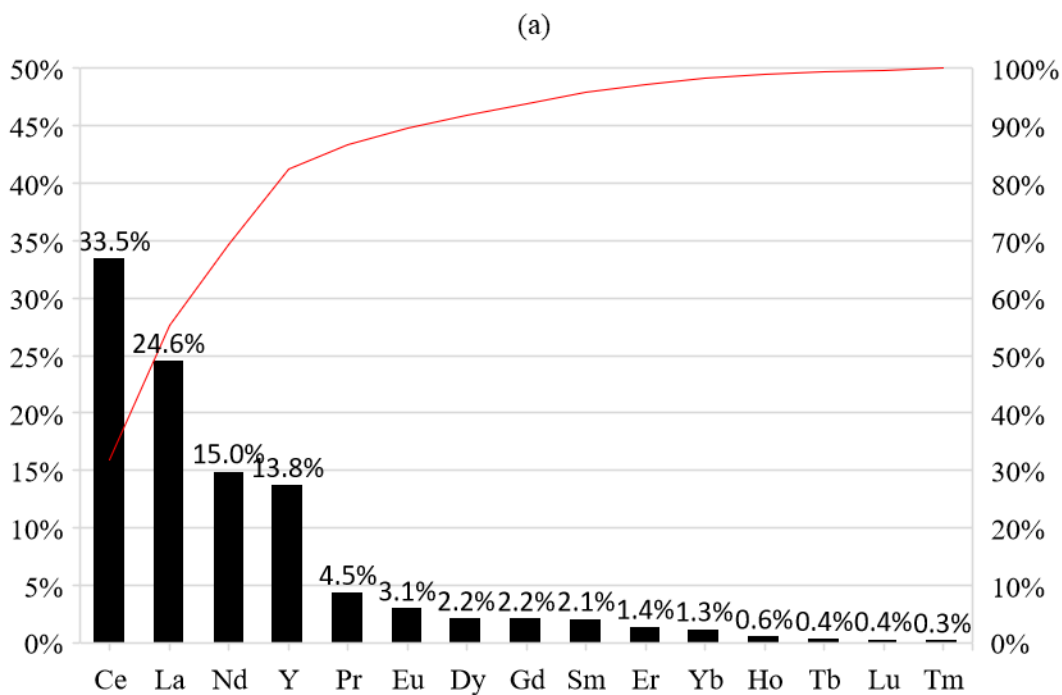 (a)
50% 100%
45% 90%
40% 80%
35% 33.5% 70%
30% 60%
25% 24.6% 50%
20% 40%
15% 15.0% 13.8% 30%
10% 20%
5% 4.5% 3.1% 2.2% 2.2% 2.1% 1.4% 1.3% 0.6% 0.4% 0.4% 0.3% 10%
0% 0%
Ce La Nd Y Pr Eu Dy Gd Sm Er Yb Ho Tb Lu Tm